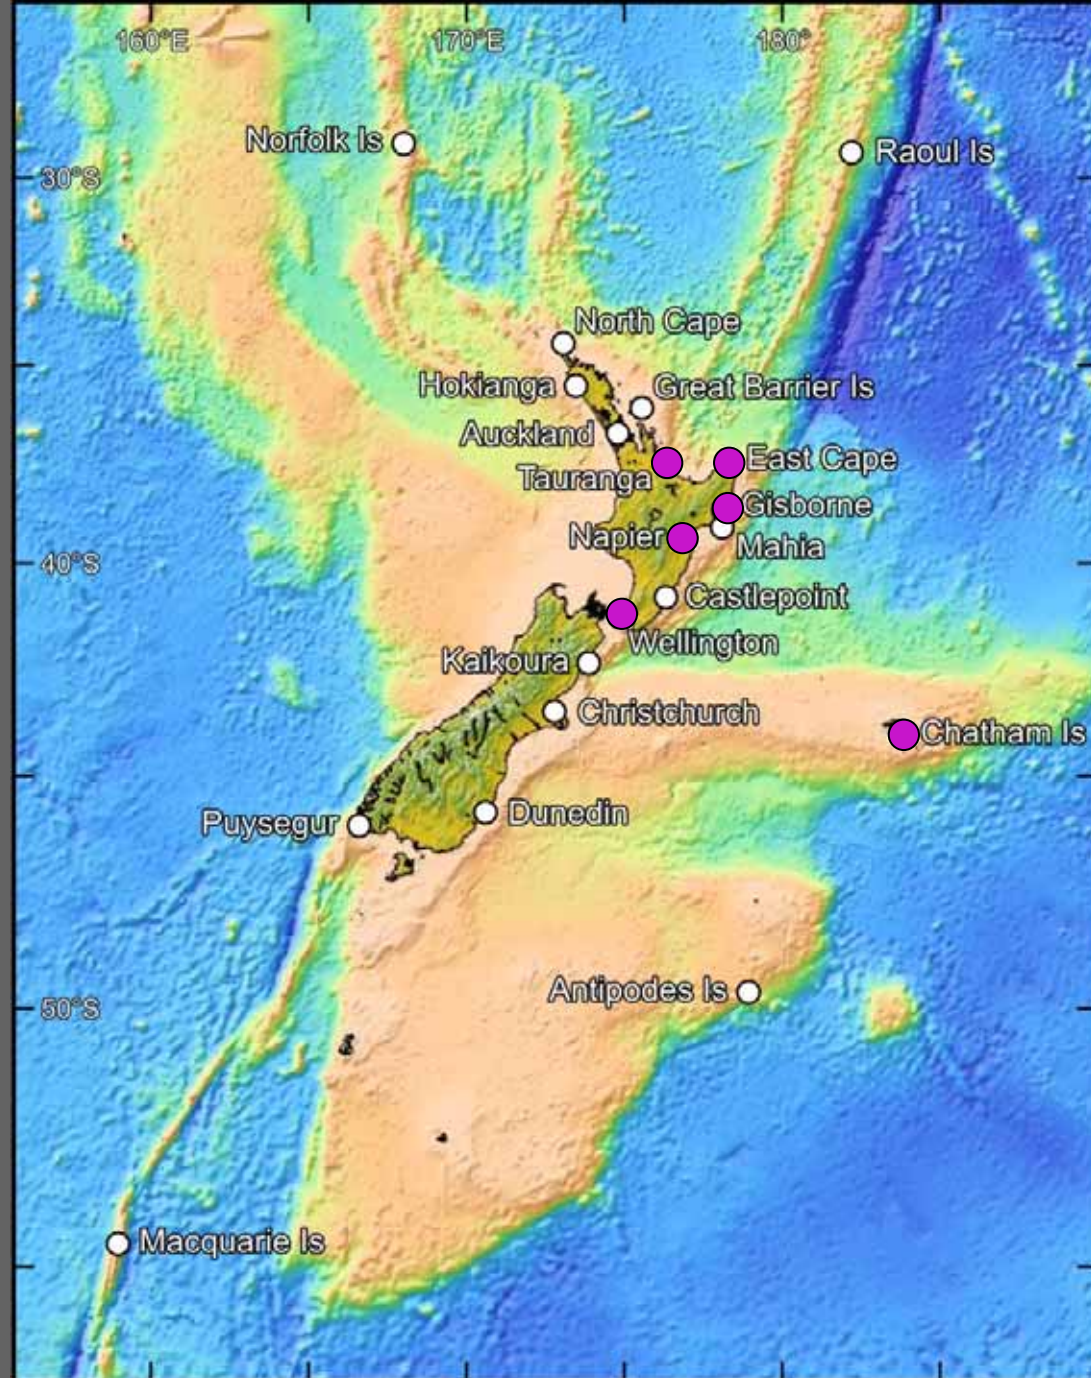 160°E
170°E
180°
Norfolk Is
Raoul Is
30°S
North Cape
Hokianga
Great Barrier Is
Auckland
East Cape
Tauranga
Gisborne
Napier
Mahia
40°S
Castlepoint
Wellington
Kaikoura
Christchurch
Chatham Is
Dunedin
Puysegur
Antipodes Is
50°S
Macquarie Is